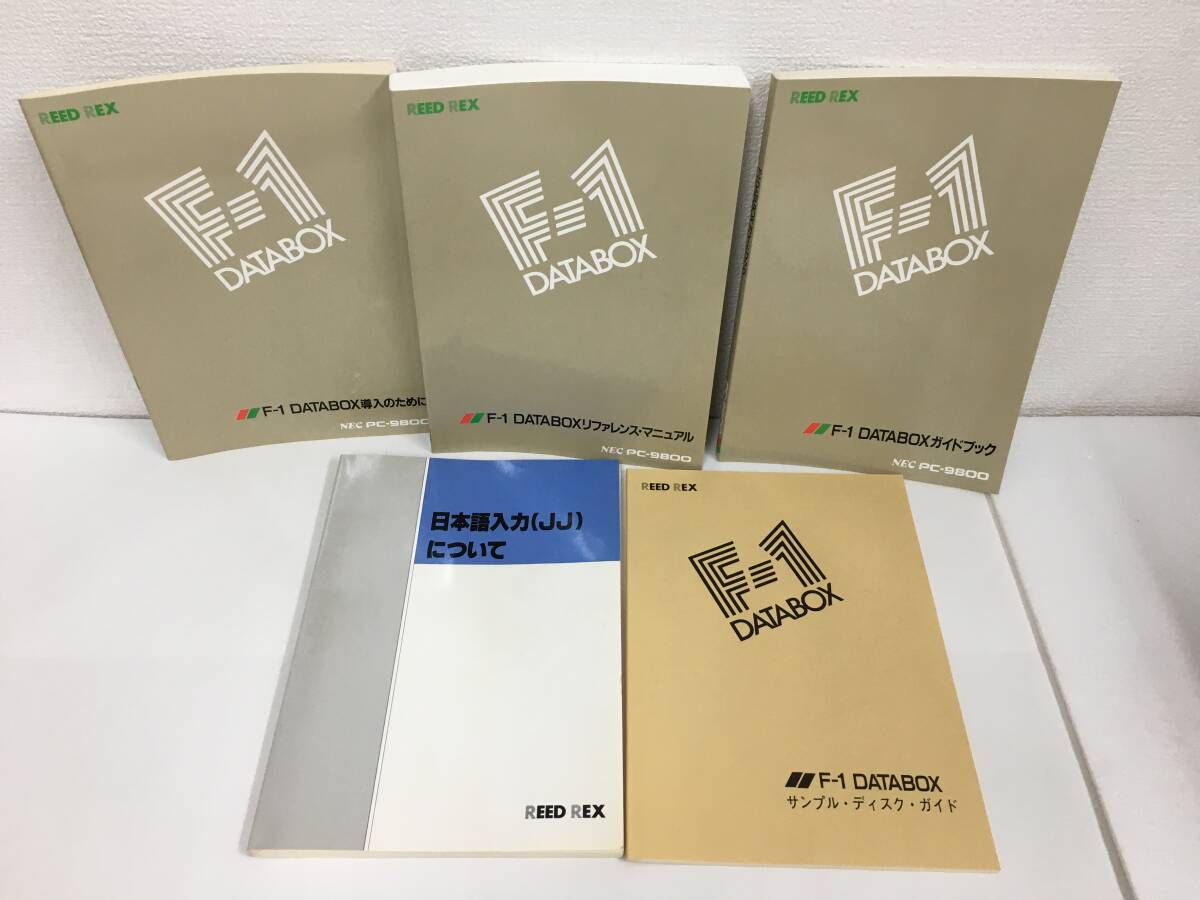 REED REX
F-1
DATABOX
F-1 DATABOX導入のために
NEC PC-9800
REED REX
F-1
DATABOX
F-1 DATABOXリファレンス・マニュアル
NEC PC-9800
REED REX
F-1
DATABOX
F-1 DATABOXガイドブック
NEC PC-9800
日本語入力(JJ)
について
REED REX
REED REX
F-1
DATABOX
F-1 DATABOX
サンプル・ディスク・ガイド